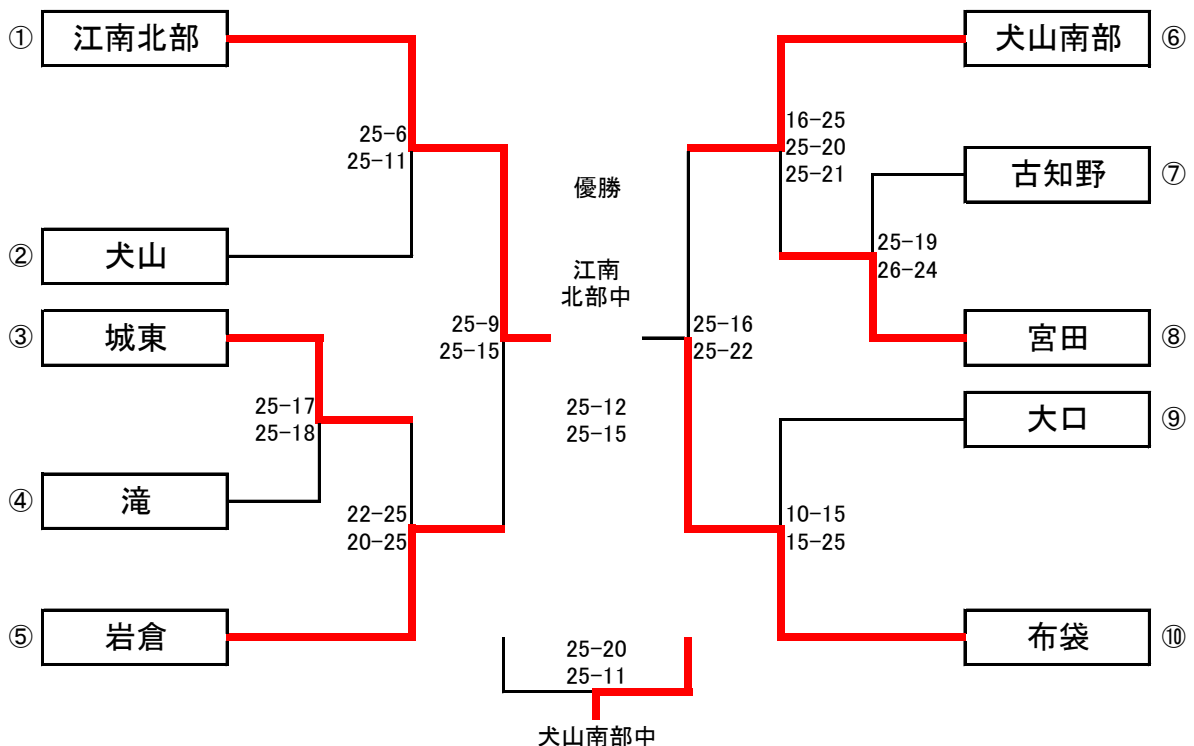 ① 江南北部
25-6
25-11
② 犬山
③ 城東
25-17
25-18
④ 滝
22-25
20-25
⑤ 岩倉
25-9
25-15
優勝
江南
北部中
25-12
25-15
25-20
25-11
犬山南部中
犬山南部 ⑥
16-25
25-20
25-21
古知野 ⑦
25-19
26-24
宮田 ⑧
25-16
25-22
大口 ⑨
10-15
15-25
布袋 ⑩